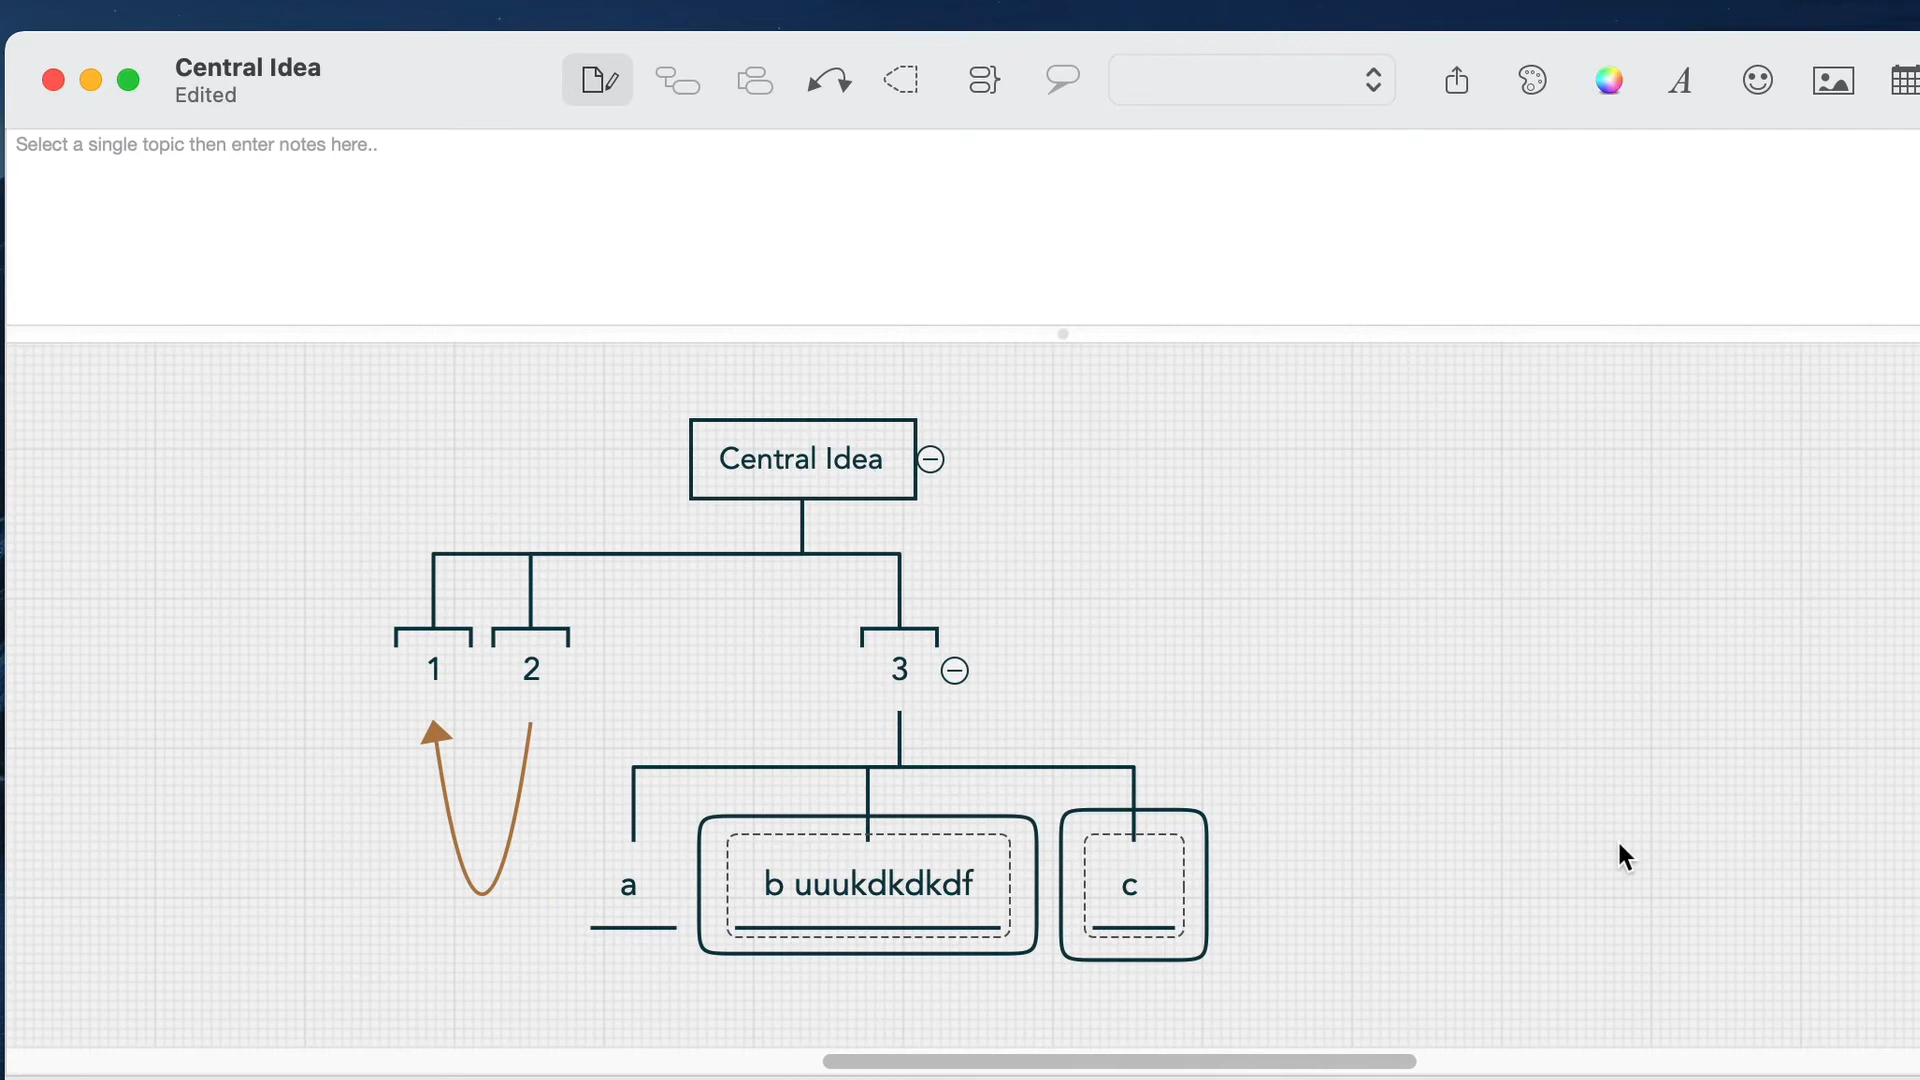 Central Idea
Edited
Select a single topic then enter notes here..
Central Idea
1
2
3
a
b uuukdkdkdf
c